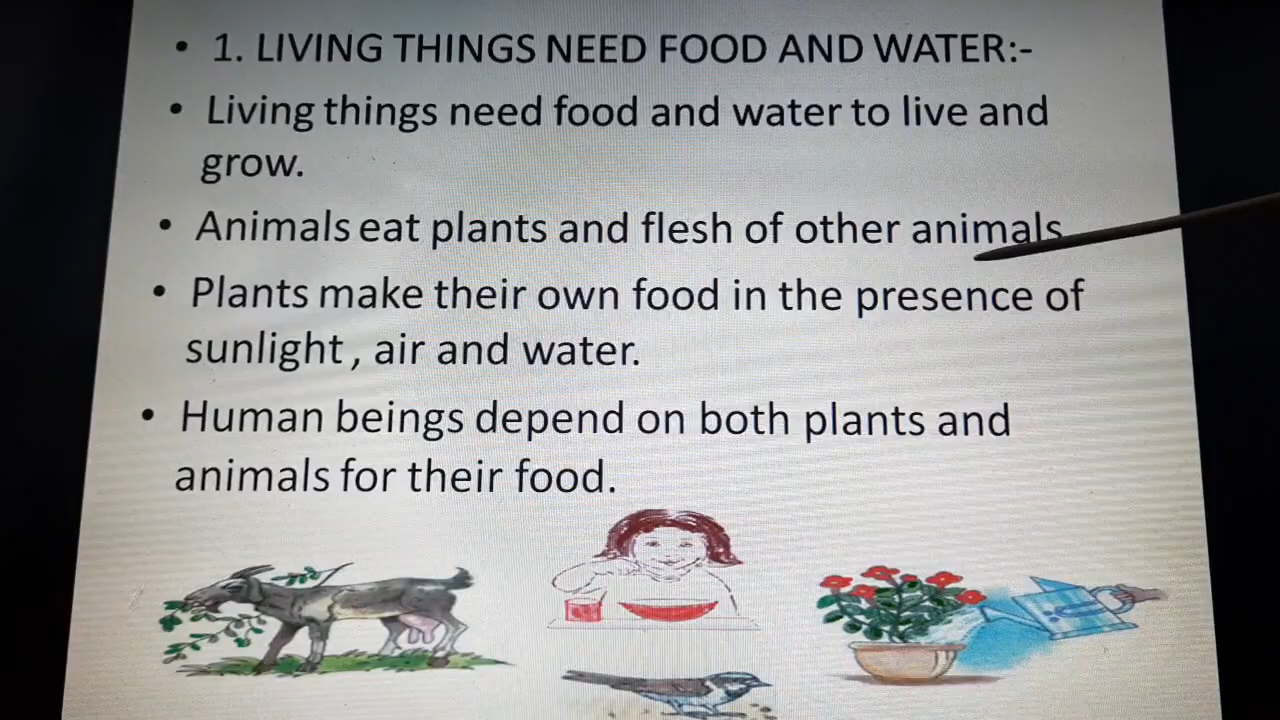 • 1. LIVING THINGS NEED FOOD AND WATER:-
• Living things need food and water to live and
grow.
• Animals eat plants and flesh of other animals
• Plants make their own food in the presence of
sunlight, air and water.
• Human beings depend on both plants and
animals for their food.